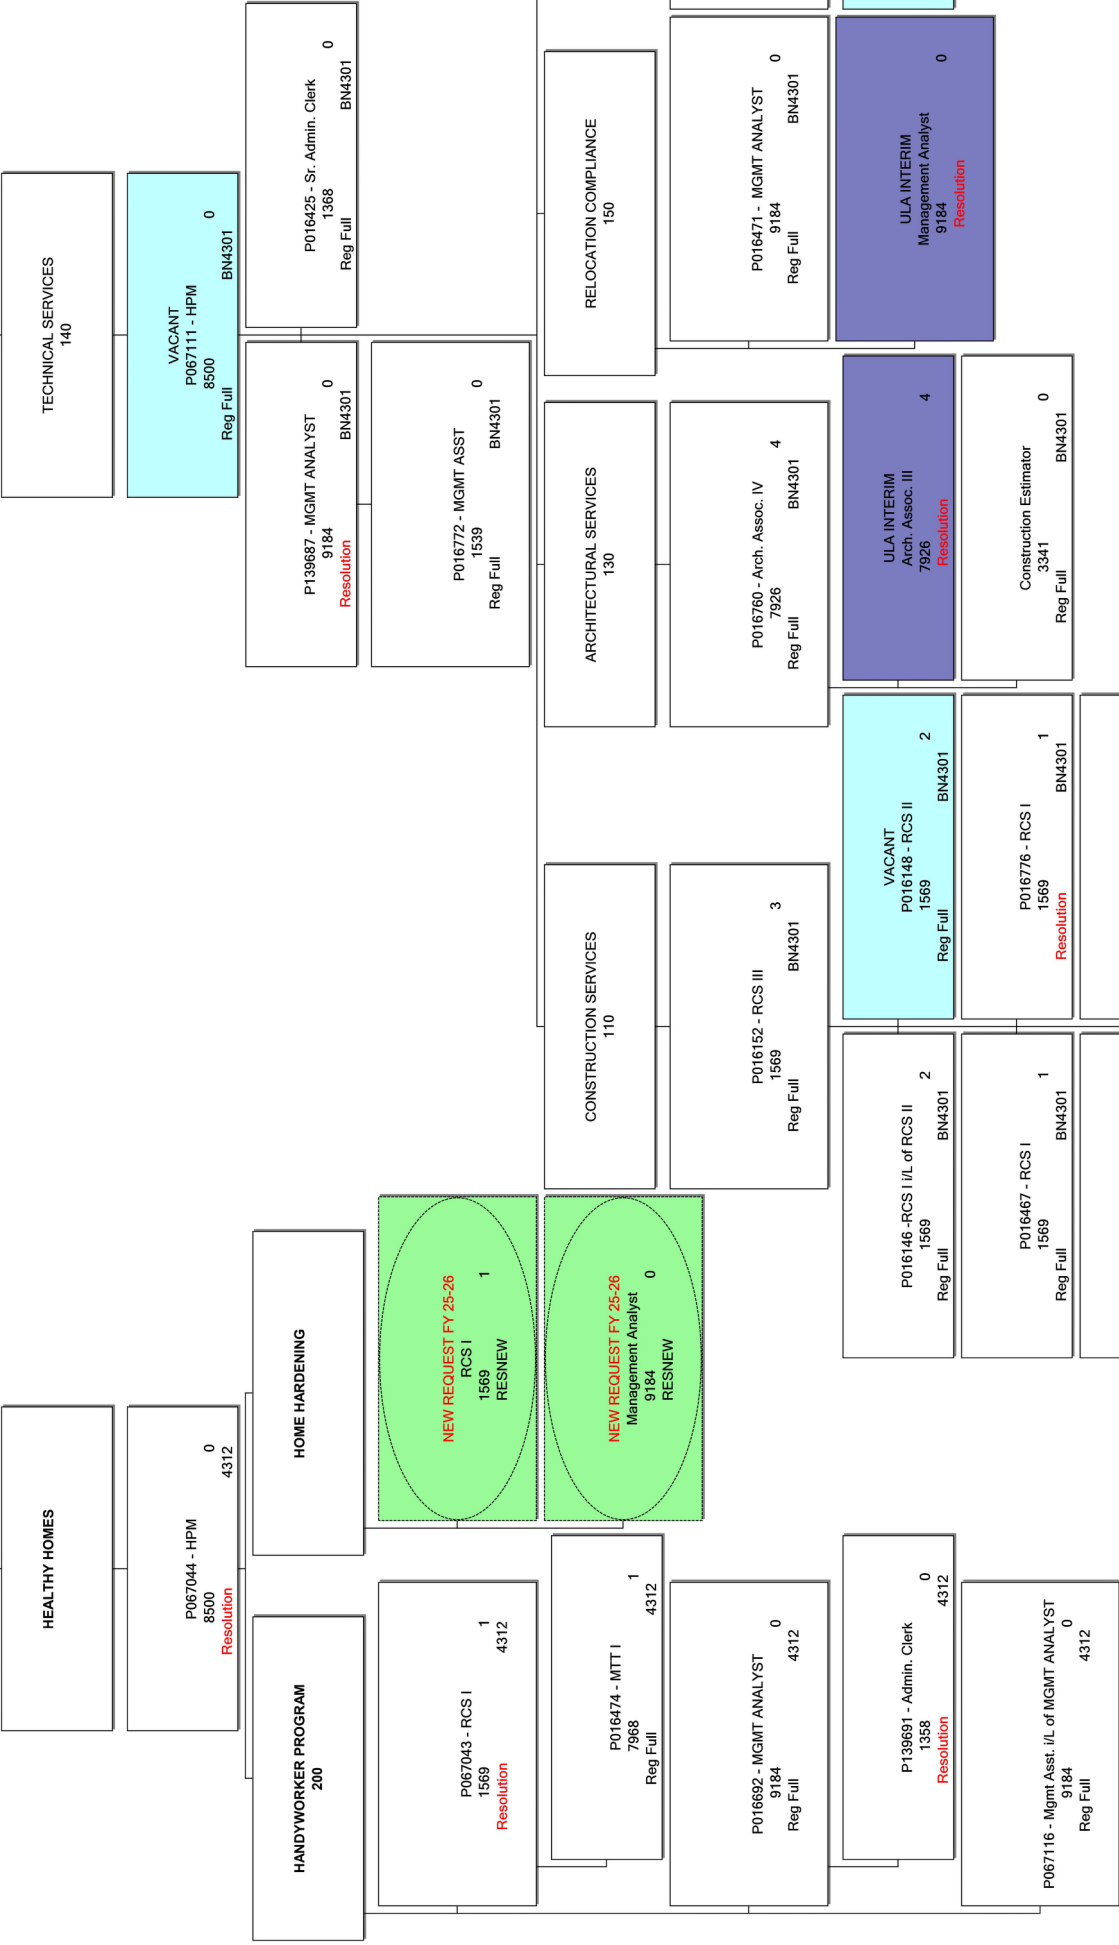 HEALTHY HOMES
P067044 - HPM
8500 0
Resolution 4312
HANDYWORKER PROGRAM
200
P067043 - RCS I
1569 1
Resolution 4312
P016474 - MTT I
7968 1
Reg Full 4312
P016692 - MGMT ANALYST
9184 0
Reg Full 4312
P139691 - Admin. Clerk
1358 0
Resolution 4312
P067116 - Mgmt Asst. i/L of MGMT ANALYST
9184 0
Reg Full 4312
HOME HARDENING
NEW REQUEST FY 25-26
RCS I
1569 1
RESNEW
NEW REQUEST FY 25-26
Management Analyst
9184 0
RESNEW
TECHNICAL SERVICES
140
VACANT
P067111 - HPM
8500 0
Reg Full BN4301
P139687 - MGMT ANALYST
9184 0
Resolution BN4301
P016425 - Sr. Admin. Clerk
1368 0
Reg Full BN4301
P016772 - MGMT ASST
1539 0
Reg Full BN4301
CONSTRUCTION SERVICES
110
P016152 - RCS III
1569 3
Reg Full BN4301
P016146 -RCS I i/L of RCS II
1569 2
Reg Full BN4301
VACANT
P016148 - RCS II
1569 2
Reg Full BN4301
P016467 - RCS I
1569 1
Reg Full BN4301
P016776 - RCS I
1569 1
Resolution BN4301
ARCHITECTURAL SERVICES
130
P016760 - Arch. Assoc. IV
7926 4
Reg Full BN4301
ULA INTERIM
Arch. Assoc. III
7926 4
Resolution
Construction Estimator
3341 0
Reg Full BN4301
RELOCATION COMPLIANCE
150
P016471 - MGMT ANALYST
9184 0
Reg Full BN4301
ULA INTERIM
Management Analyst
9184 0
Resolution